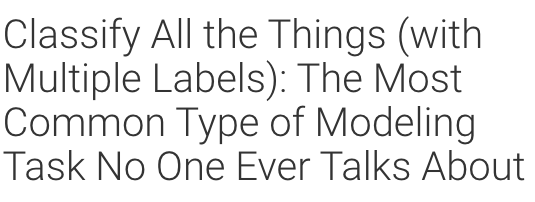 Classify All the Things (with
Multiple Labels): The Most
Common Type of Modeling
Task No One Ever Talks About